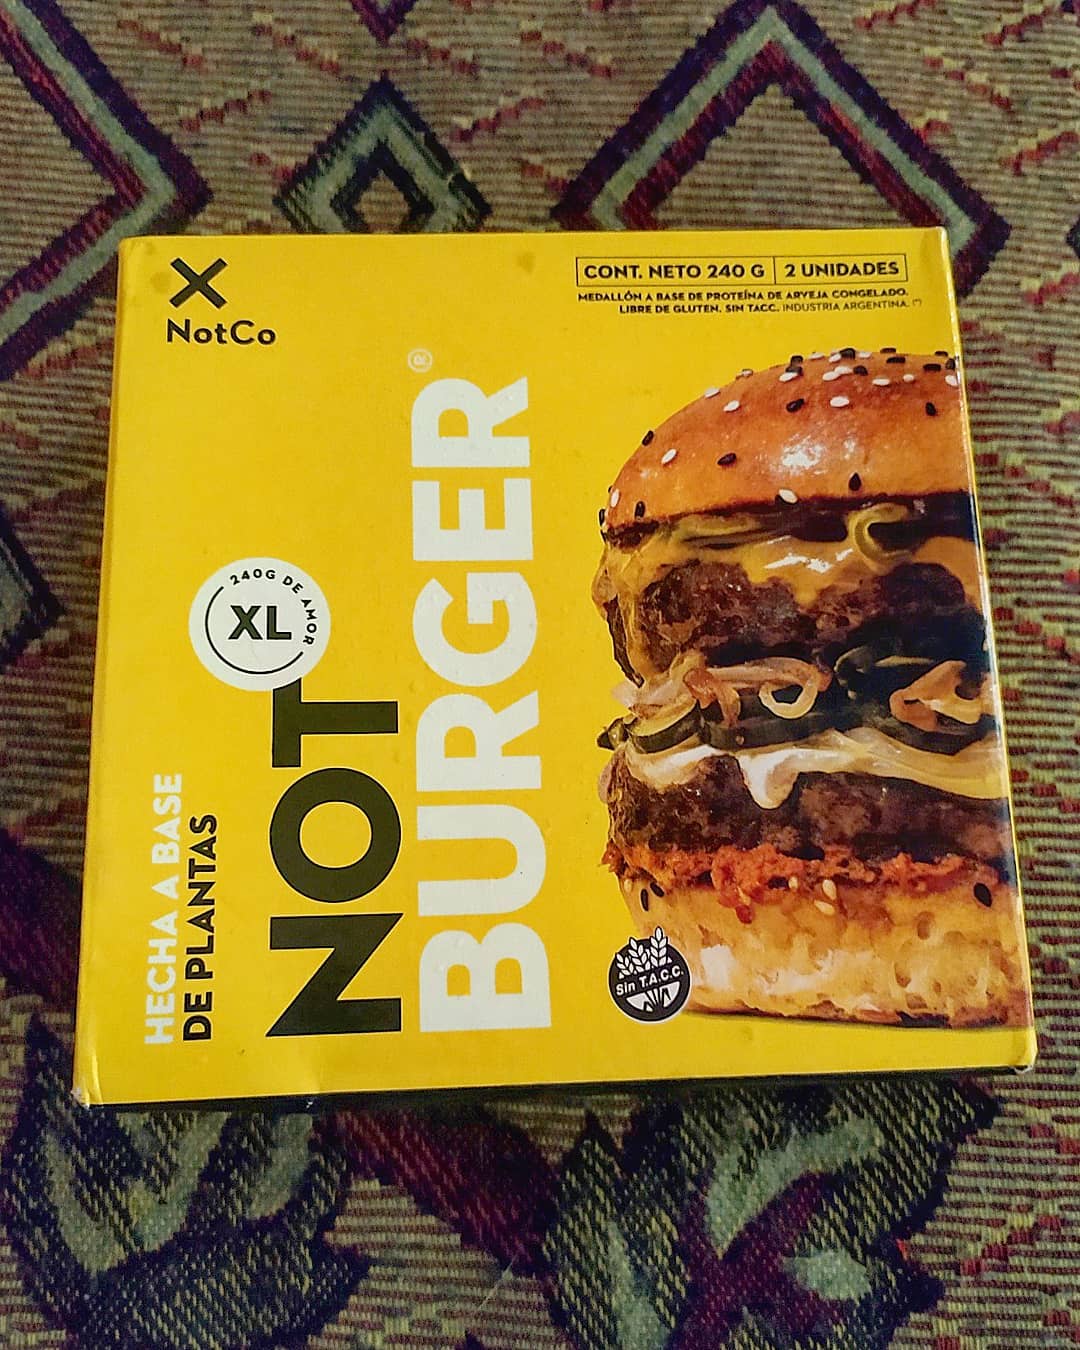 NotCo
CONT. NETO 240 G | 2 UNIDADES
MEDALLÓN A BASE DE PROTEÍNA DE ARVEJA CONGELADO.
LIBRE DE GLUTEN. SIN TACC. INDUSTRIA ARGENTINA. (*)
240G DE AMOR
XL
HECHA A BASE
DE PLANTAS
NOT
BURGER®
Sin T.A.C.C.